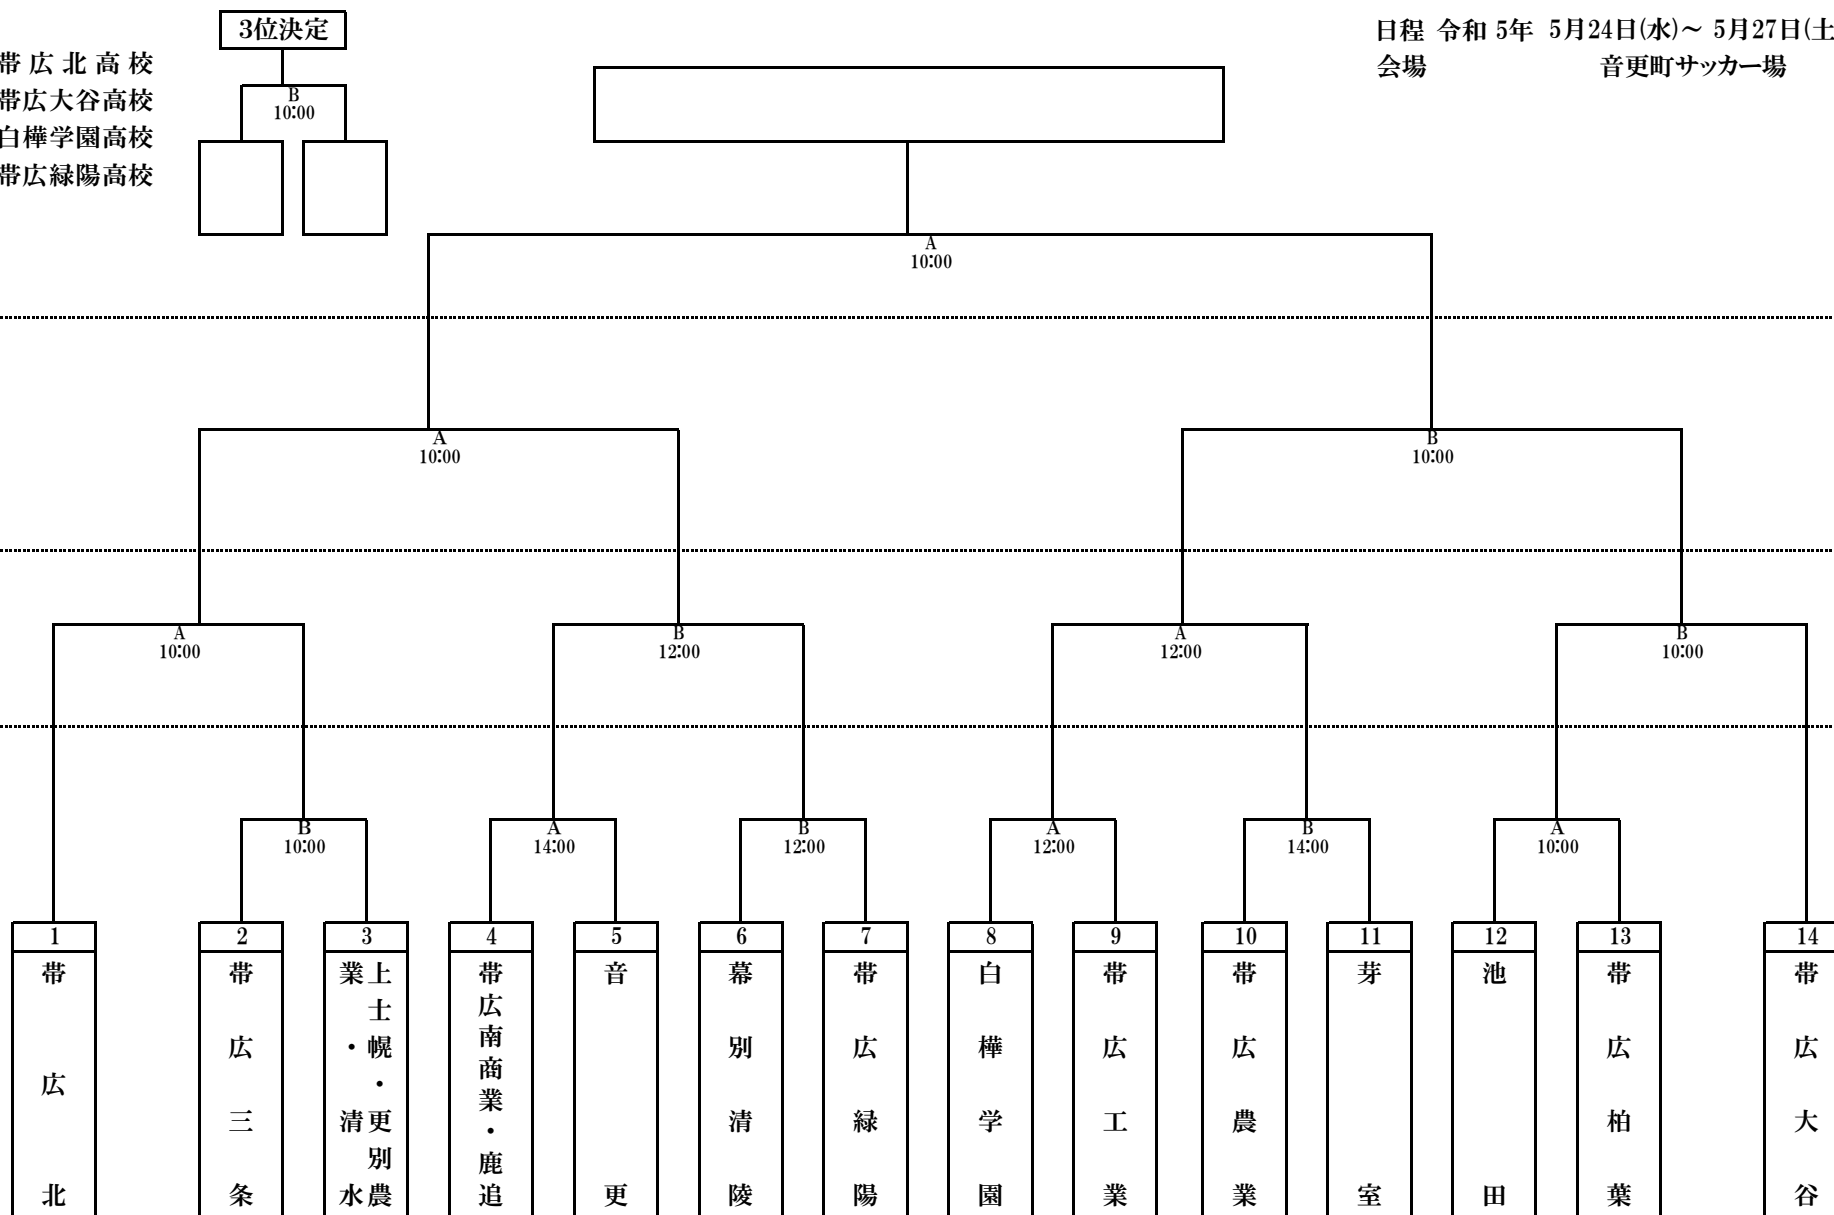 3位決定
日程 令和 5年 5月24日(水)～ 5月27日(土
会場 音更町サッカー場
帯広北高校
帯広大谷高校
白樺学園高校
帯広緑陽高校
B
10:00
A
10:00
A
10:00
B
10:00
A
10:00
B
12:00
A
12:00
B
10:00
B
10:00
A
14:00
B
12:00
A
12:00
B
14:00
A
10:00
1
帯広北
2
帯広三条
3
上士幌・更別農
業・清水
4
帯広南商業・鹿追
5
音更
6
幕別清陵
7
帯広緑陽
8
白樺学園
9
帯広工業
10
帯広農業
11
芽室
12
池田
13
帯広柏葉
14
帯広大谷